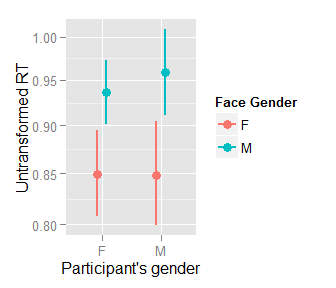 1.00
0.95
0.90
0.85
0.80
Untransformed RT
F
M
Participant's gender
Face Gender
F
M